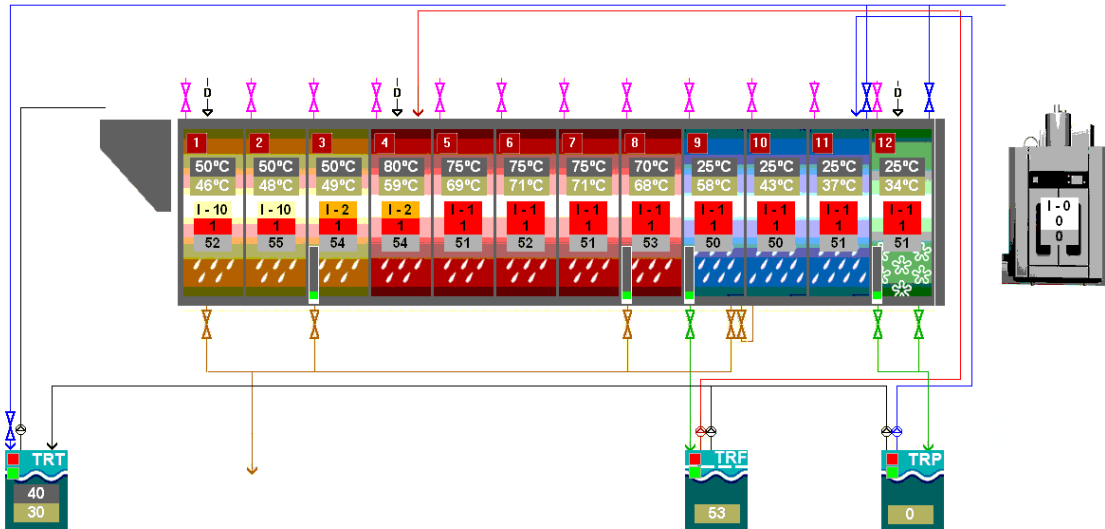 D D D
1 2 3 4 5 6 7 8 9 10 11 12
50ºC 50ºC 50ºC 80ºC 75ºC 75ºC 75ºC 70ºC 25ºC 25ºC 25ºC 25ºC
46ºC 48ºC 49ºC 59ºC 69ºC 71ºC 71ºC 68ºC 58ºC 43ºC 37ºC 34ºC
I - 10 I - 10 I - 2 I - 2 I - 1 I - 1 I - 1 I - 1 I - 1 I - 1 I - 1 I - 1 I - 0
1 1 1 1 1 1 1 1 1 1 1 1 0
52 55 54 54 51 52 51 53 50 50 51 51 0
TRT TRF TRP
40
30 53 0